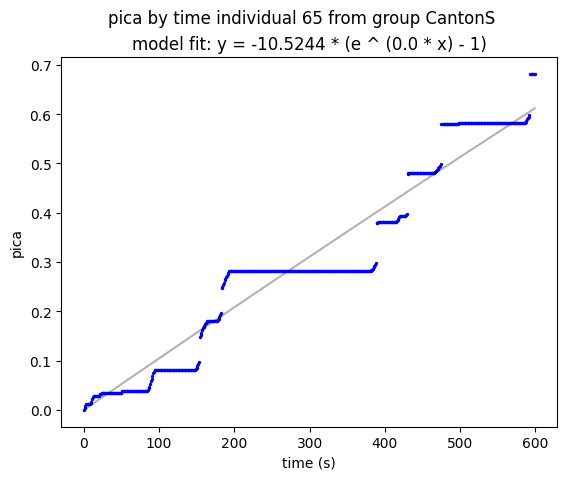 pica by time individual 65 from group CantonS
model fit: y = -10.5244 * (e ^ (0.0 * x) - 1)
0.7
0.6
0.5
0.4
0.3
0.2
0.1
0.0
pica
0 100 200 300 400 500 600
time (s)